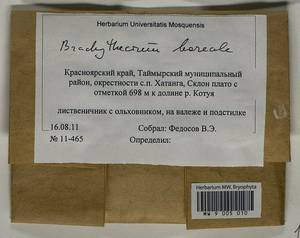 Herbarium Universitatis Mosquensis
Brachythecium boreale
Красноярский край, Таймырский муниципальный
район, окрестности с.п. Хатанга, Склон плато с
отметкой 698 м к долине р. Котуя
лиственничник с ольховником, на валеже и подстилке
16.08.11
Собрал: Федосов В.Э.
№ 11-465
Определил:
Herbarium MW, Bryophyta
MW 9 005 010